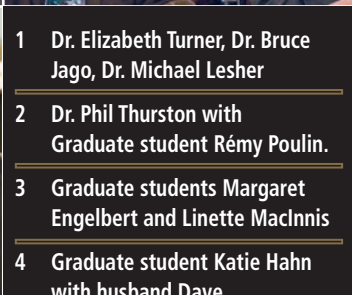 1 Dr. Elizabeth Turner, Dr. Bruce
Jago, Dr. Michael Lesher
2 Dr. Phil Thurston with
Graduate student Rémy Poulin.
3 Graduate students Margaret
Engelbert and Linette MacInnis
4 Graduate student Katie Hahn
with husband Dave